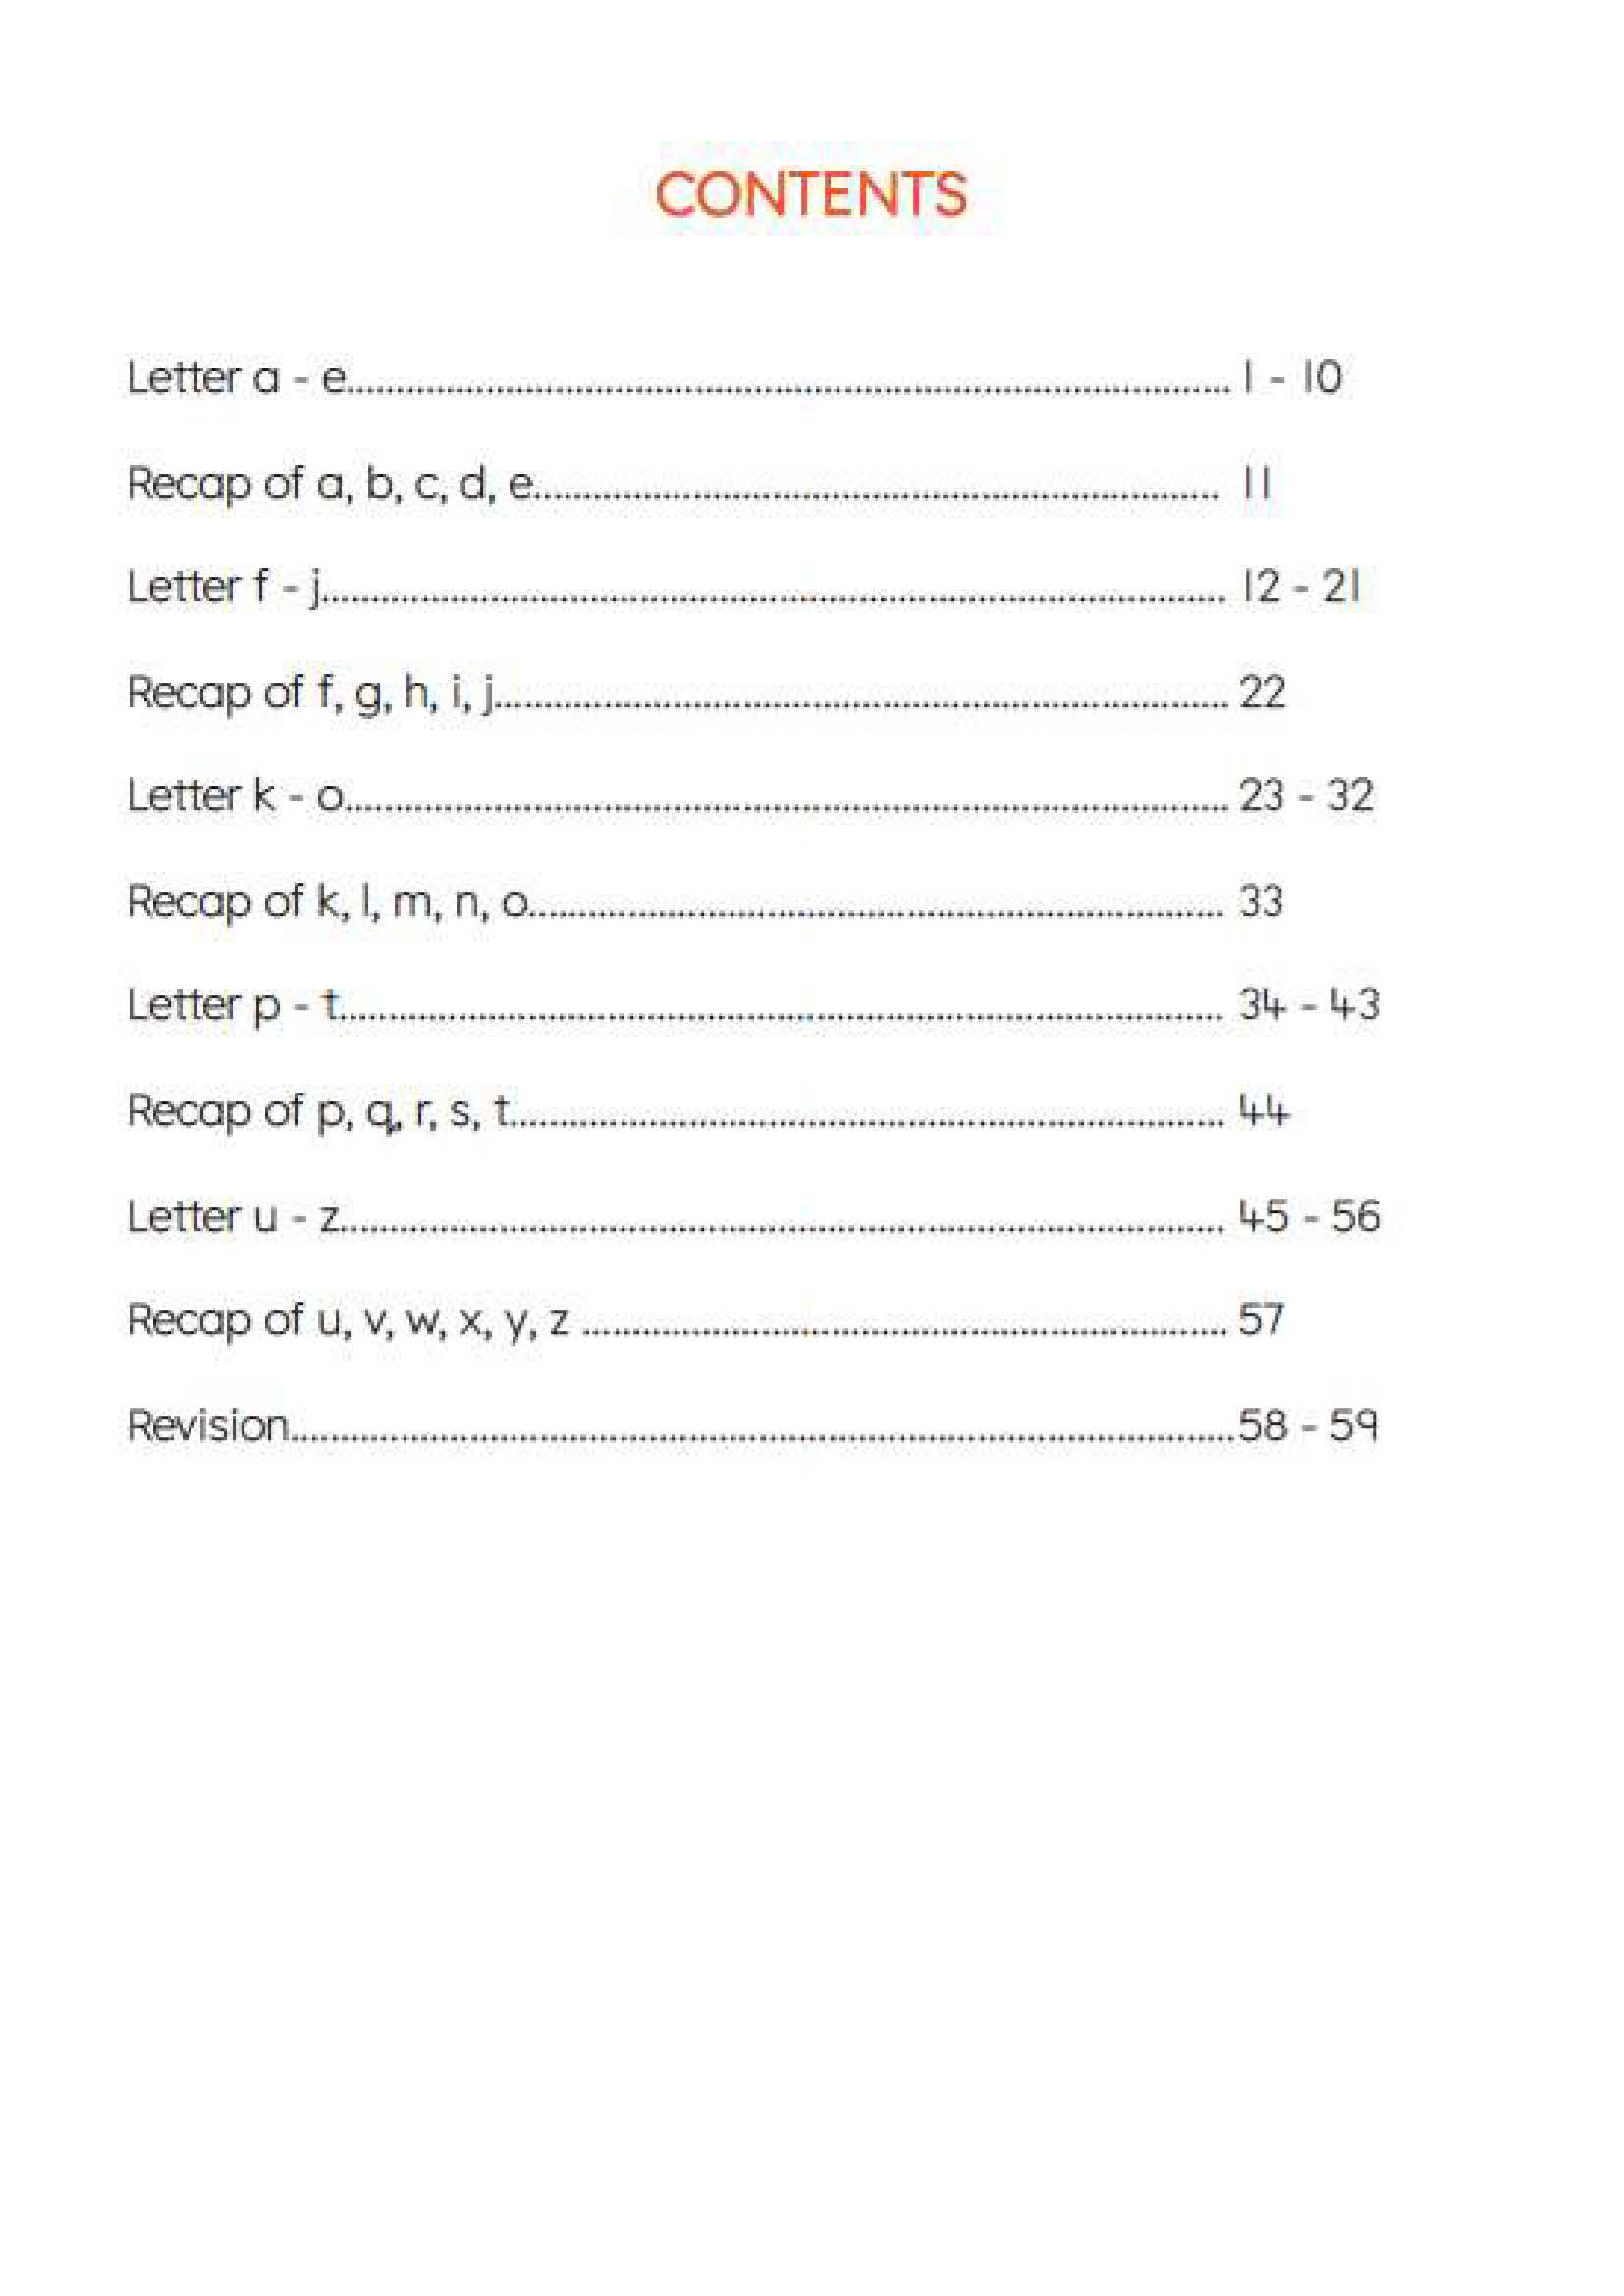 CONTENTS
Letter a - e.......................................................................................... 1 - 10
Recap of a, b, c, d, e...................................................................... 11
Letter f - j............................................................................................ 12 - 21
Recap of f, g, h, i, j........................................................................... 22
Letter k - o.......................................................................................... 23 - 32
Recap of k, l, m, n, o....................................................................... 33
Letter p - t.......................................................................................... 34 - 43
Recap of p, q, r, s, t......................................................................... 44
Letter u - z.......................................................................................... 45 - 56
Recap of u, v, w, x, y, z .................................................................. 57
Revision................................................................................................58 - 59